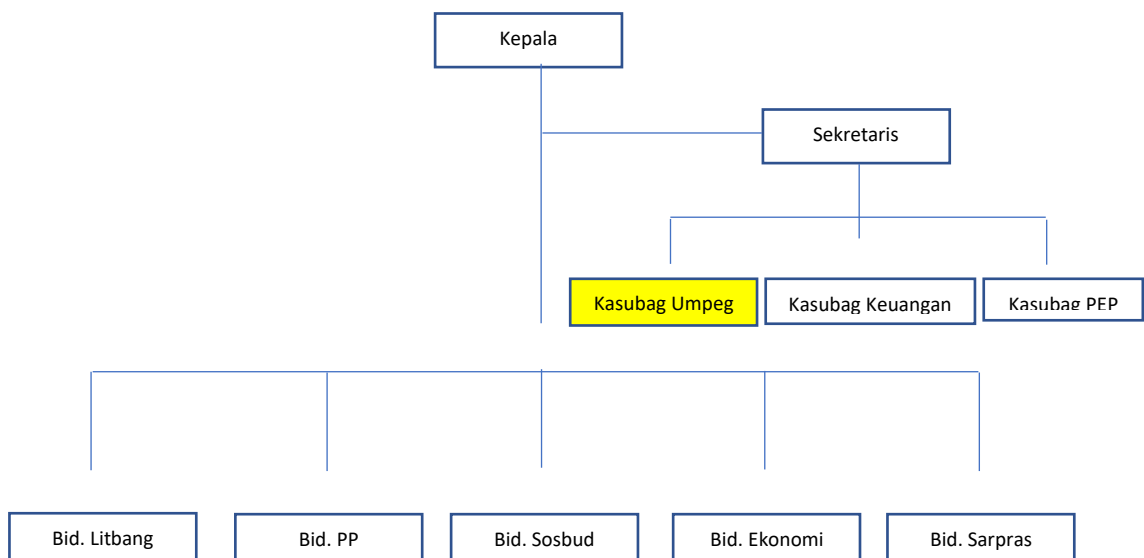 Kepala
Sekretaris
Kasubag Umpeg
Kasubag Keuangan
Kasubag PEP
Bid. Litbang
Bid. PP
Bid. Sosbud
Bid. Ekonomi
Bid. Sarpras